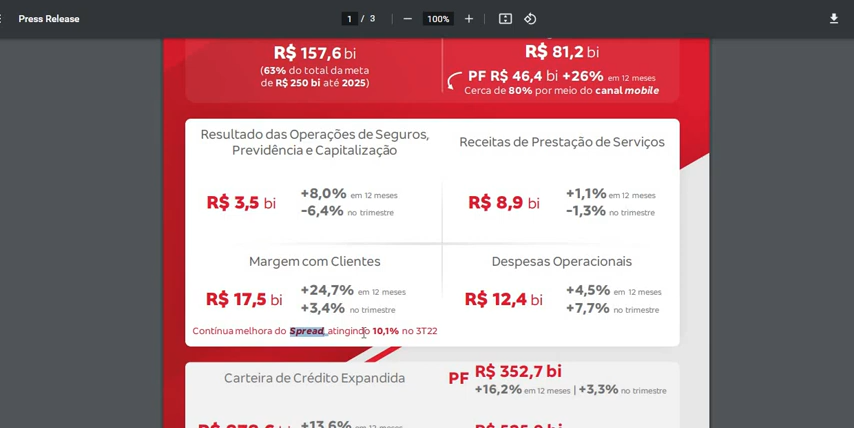 Press Release
1 / 3
100%
R$ 157,6 bi
(63% do total da meta
de R$ 250 bi até 2025)
R$ 81,2 bi
PF R$ 46,4 bi +26% em 12 meses
Cerca de 80% por meio do canal mobile
Resultado das Operações de Seguros,
Previdência e Capitalização
R$ 3,5 bi
+8,0% em 12 meses
-6,4% no trimestre
Receitas de Prestação de Serviços
R$ 8,9 bi
+1,1% em 12 meses
-1,3% no trimestre
Margem com Clientes
R$ 17,5 bi
+24,7% em 12 meses
+3,4% no trimestre
Contínua melhora do Spread, atingindo 10,1% no 3T22
Despesas Operacionais
R$ 12,4 bi
+4,5% em 12 meses
+7,7% no trimestre
Carteira de Crédito Expandida
+13,6% em 12 meses
PF R$ 352,7 bi
+16,2% em 12 meses | +3,3% no trimestre